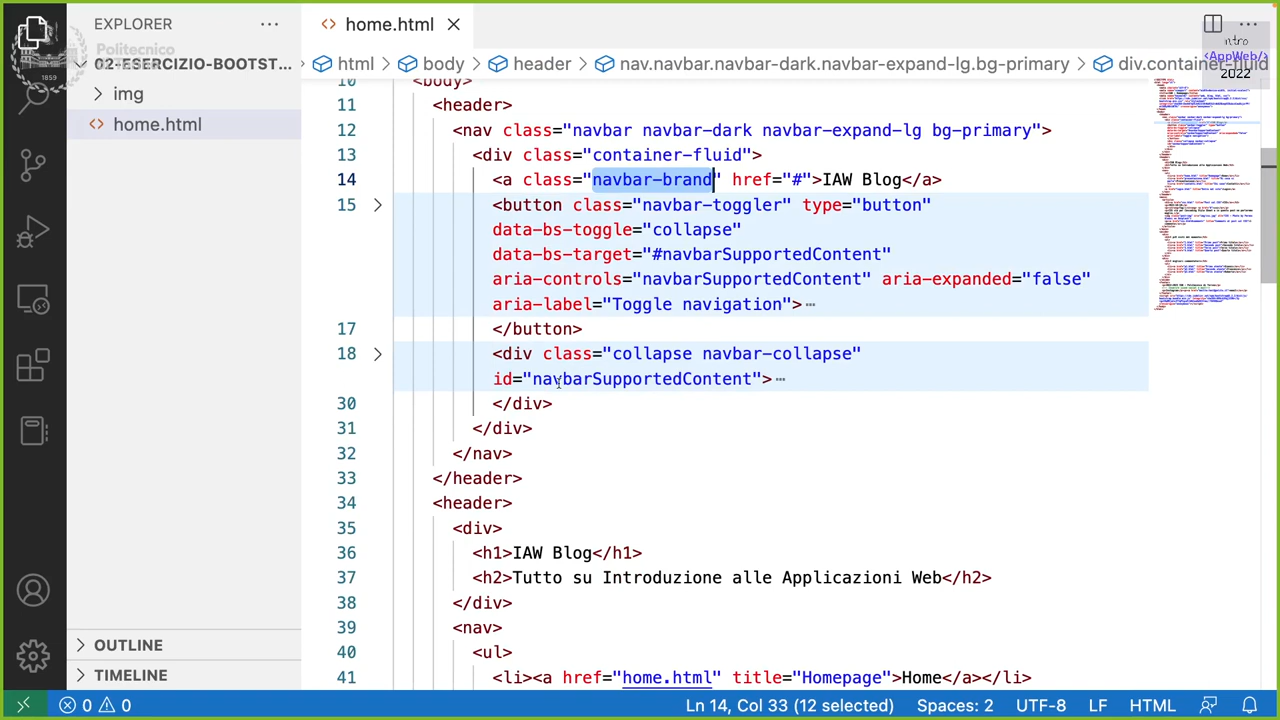 EXPLORER
Politecnico
1859
02-ESERCIZIO-BOOTST...
img
home.html
OUTLINE
TIMELINE
home.html
html
body
header
nav.navbar.navbar-dark.navbar-expand-lg.bg-primary
div.container-fluid
ntro
<AppWeb/>
2022
10 <body>
11 <header>
12 <nav class="navbar navbar-dark navbar-expand-lg bg-primary">
13 <div class="container-fluid">
14 <a class="navbar-brand" href="#">IAW Blog</a>
15 <button class="navbar-toggler" type="button"
data-bs-toggle="collapse"
data-bs-target="#navbarSupportedContent"
aria-controls="navbarSupportedContent" aria-expanded="false"
aria-label="Toggle navigation">
17 </button>
18 <div class="collapse navbar-collapse"
id="navbarSupportedContent">
30 </div>
31 </div>
32 </nav>
33 </header>
34 <header>
35 <div>
36 <h1>IAW Blog</h1>
37 <h2>Tutto su Introduzione alle Applicazioni Web</h2>
38 </div>
39 <nav>
40 <ul>
41 <li><a href="home.html" title="Homepage">Home</a></li>
0 0
Ln 14, Col 33 (12 selected)
Spaces: 2
UTF-8
LF
HTML